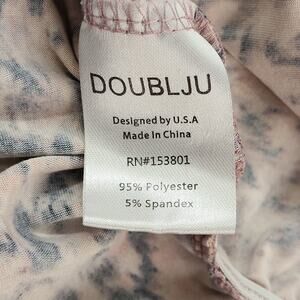 DOUBLJU
Designed by U.S.A
Made in China
RN#153801
95% Polyester
5% Spandex